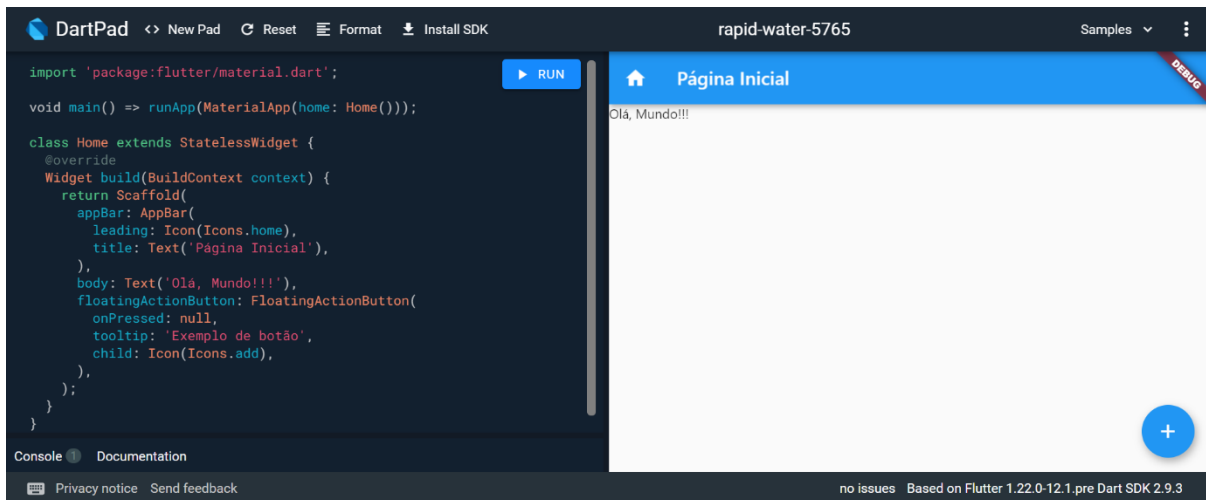 DartPad <> New Pad Reset Format Install SDK rapid-water-5765 Samples
import 'package:flutter/material.dart';
RUN
void main() => runApp(MaterialApp(home: Home()));
class Home extends StatelessWidget {
@override
Widget build(BuildContext context) {
return Scaffold(
appBar: AppBar(
leading: Icon(Icons.home),
title: Text('Página Inicial'),
),
body: Text('Olá, Mundo!!!'),
floatingActionButton: FloatingActionButton(
onPressed: null,
tooltip: 'Exemplo de botão',
child: Icon(Icons.add),
),
);
}
}
Página Inicial
DEBUG
Olá, Mundo!!!
+
Console 1 Documentation
Privacy notice Send feedback
no issues Based on Flutter 1.22.0-12.1.pre Dart SDK 2.9.3